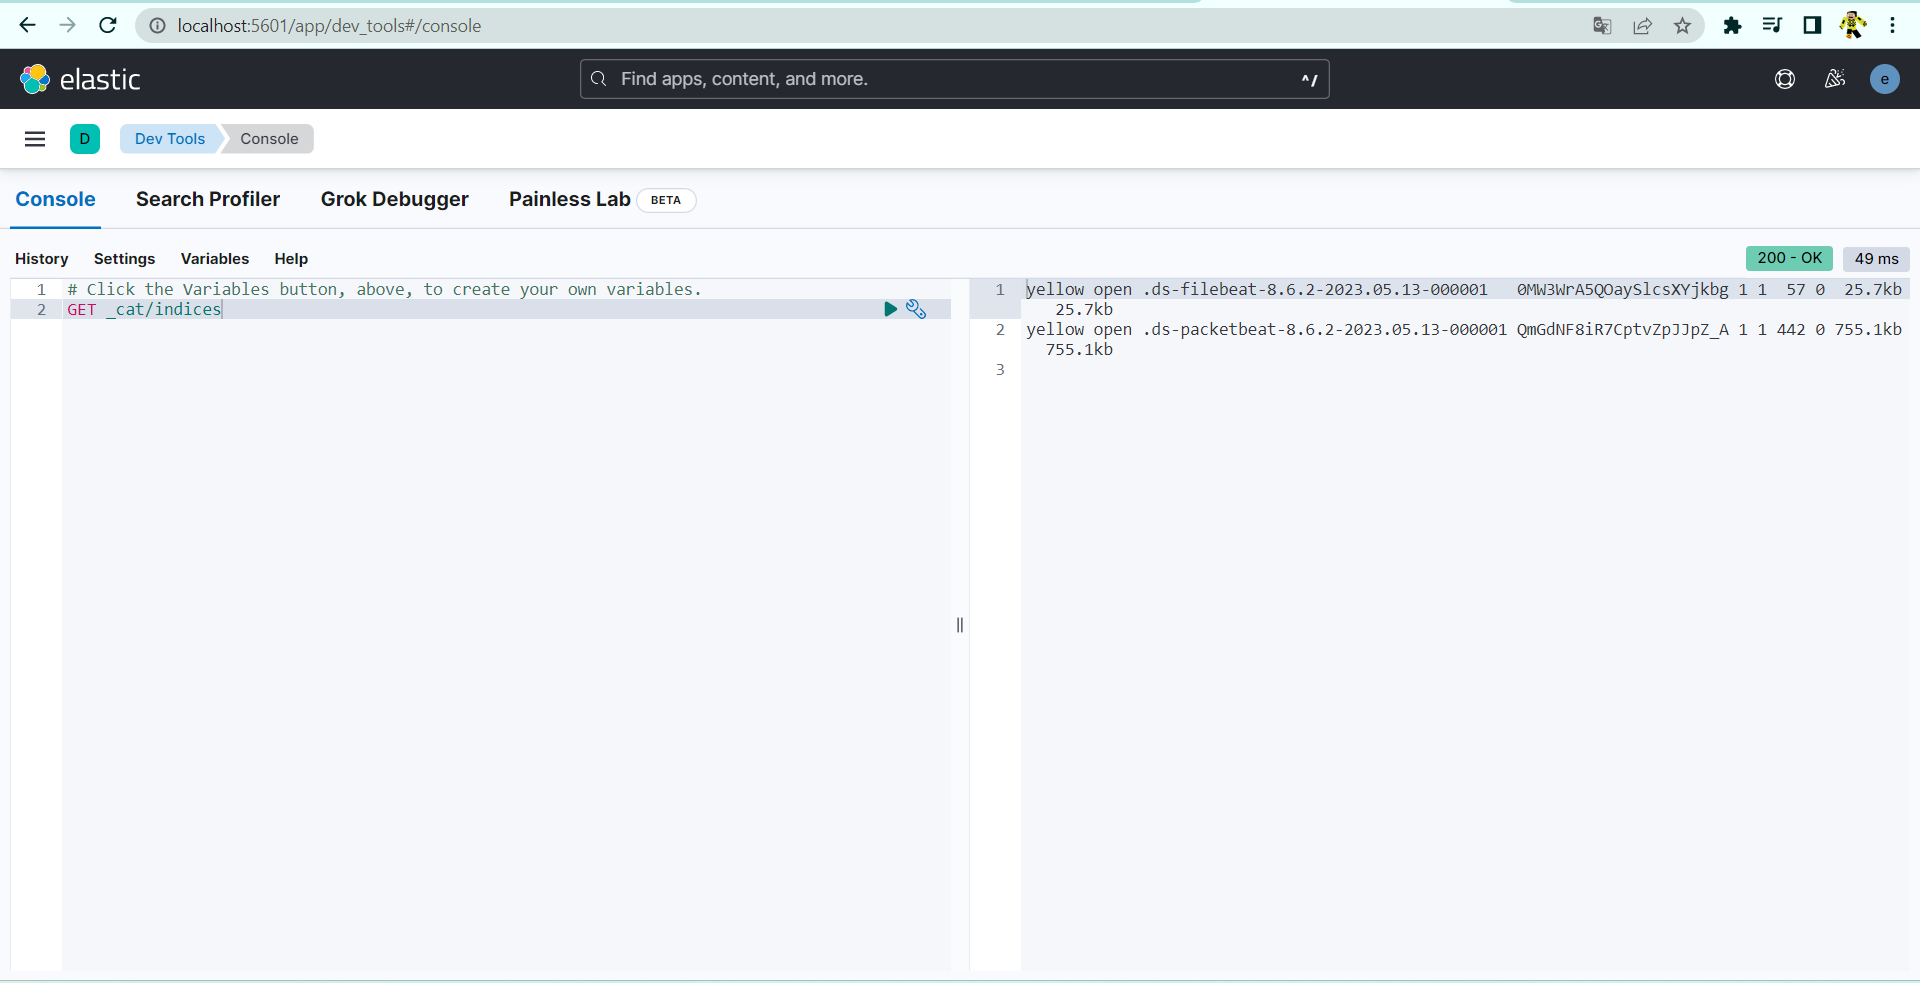 localhost:5601/app/dev_tools#/console
elastic
Find apps, content, and more.
^/
e
D
Dev Tools
Console
Console
Search Profiler
Grok Debugger
Painless Lab
BETA
History
Settings
Variables
Help
200 - OK
49 ms
1
# Click the Variables button, above, to create your own variables.
2
GET _cat/indices
1
yellow open .ds-filebeat-8.6.2-2023.05.13-000001   0MW3WrA5QOaySlcsXYjkbg 1 1  57 0  25.7kb
25.7kb
2
yellow open .ds-packetbeat-8.6.2-2023.05.13-000001 QmGdNF8iR7CptvZpJJpZ_A 1 1 442 0 755.1kb
755.1kb
3